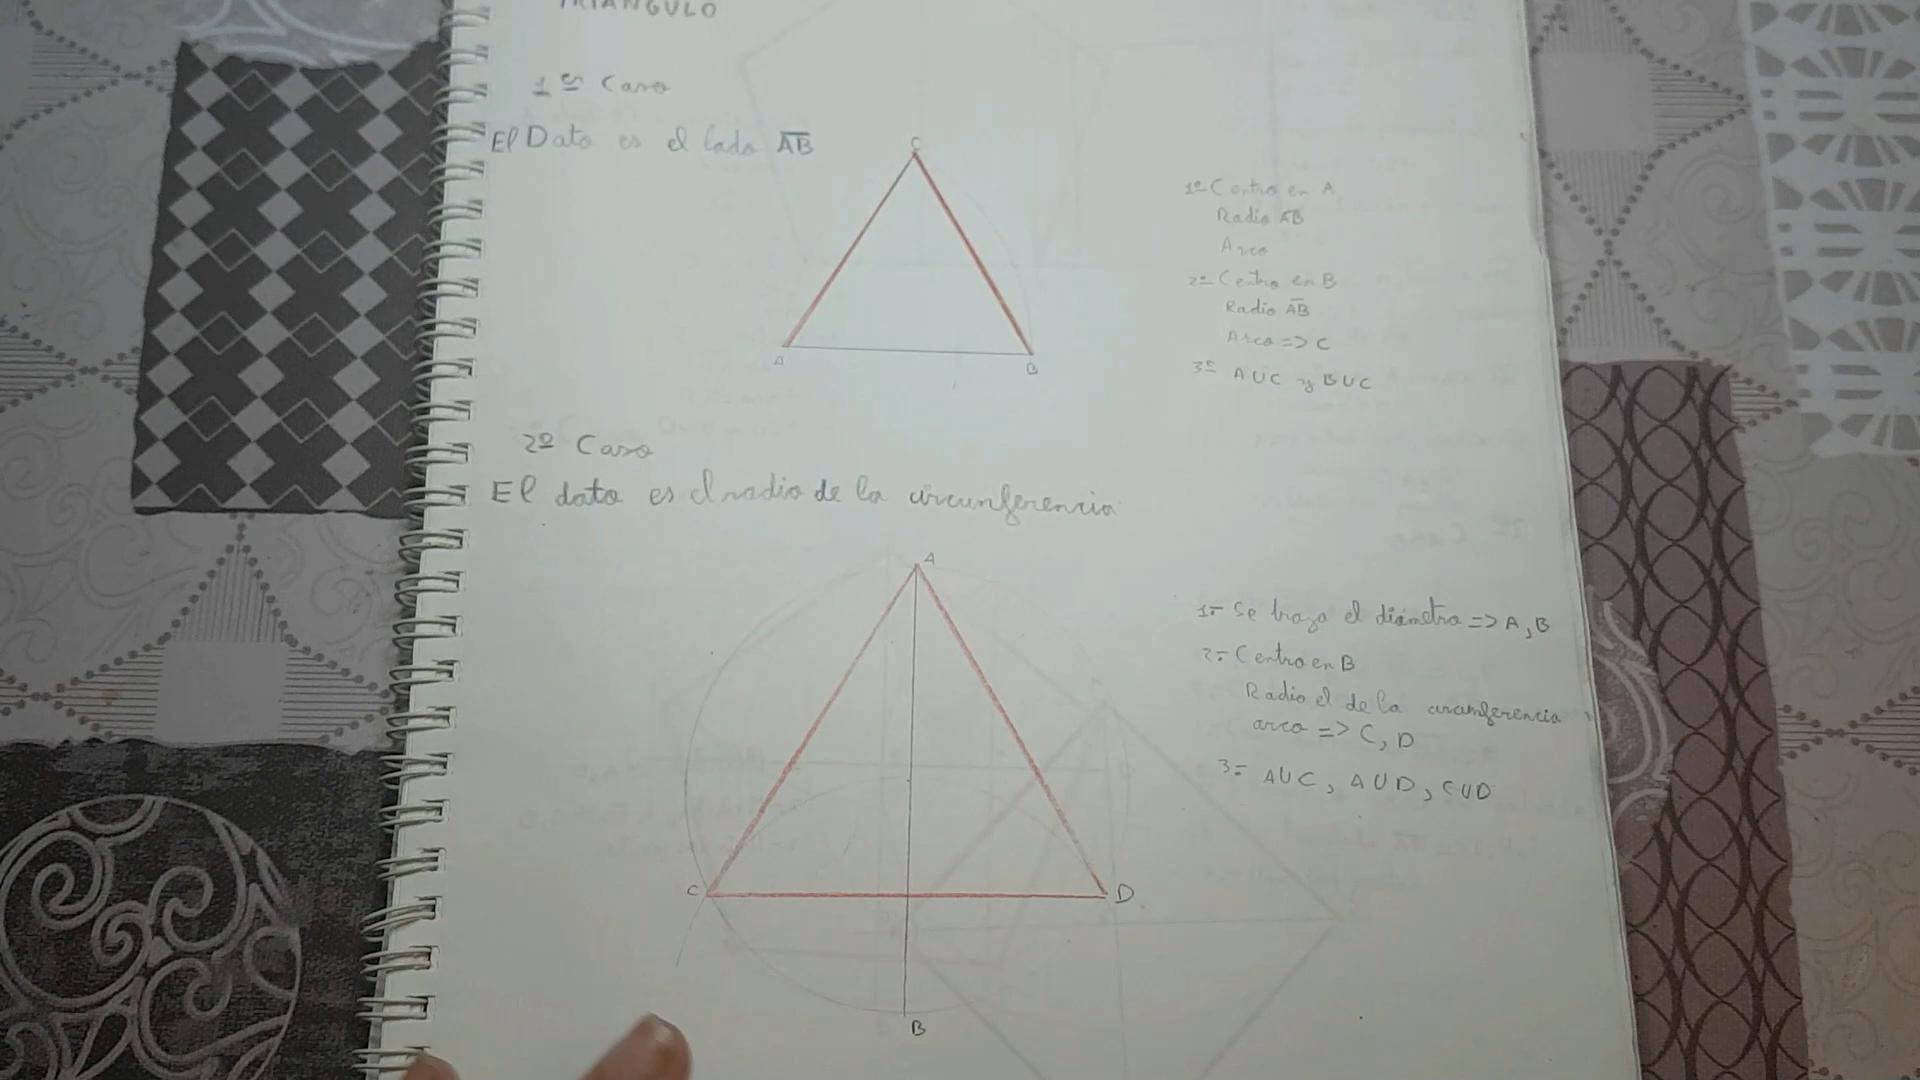 TRIÁNGULO
1er Caso
El Dato es el lado AB
C
A
B
1º Centro en A
Radio AB
Arco
2º Centro en B
Radio AB
Arco => C
3º AUC y BUC
2º Caso
El dato es el radio de la circunferencia
A
C
D
B
1º Se traza el diámetro => A, B
2º Centro en B
Radio el de la circunferencia
arco => C, D
3º AUC, AUD, CUD